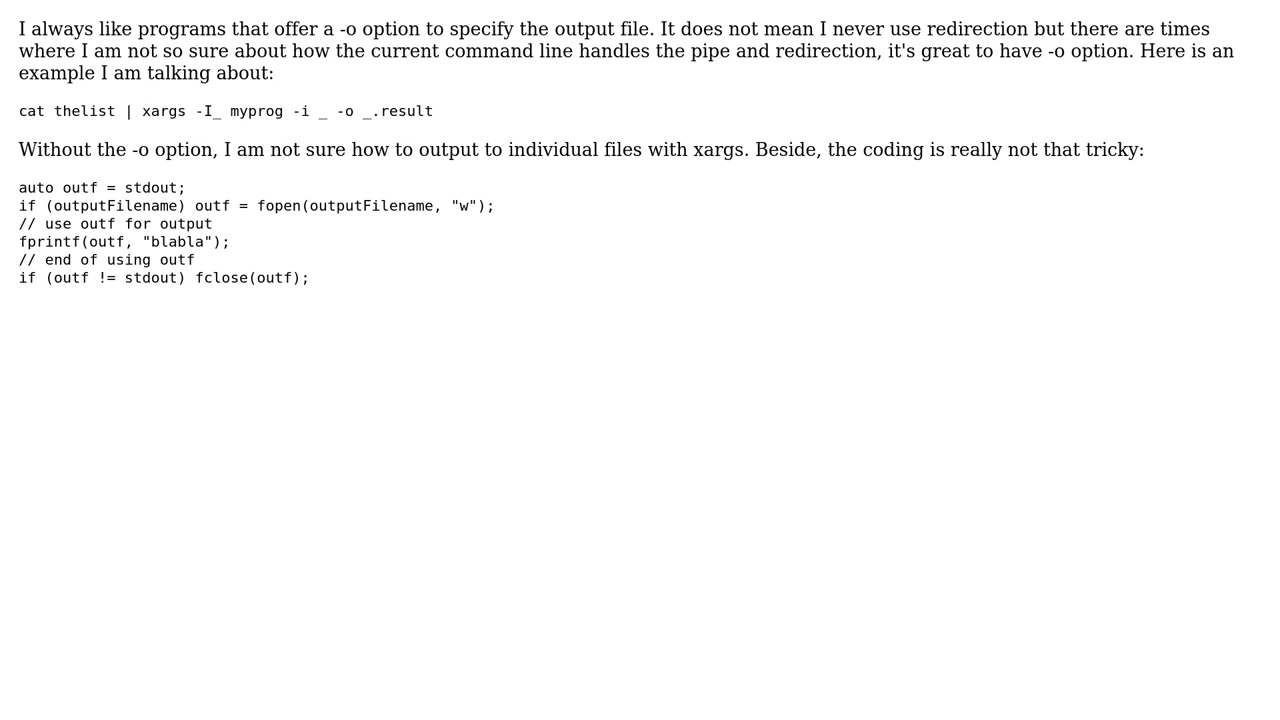 I always like programs that offer a -o option to specify the output file. It does not mean I never use redirection but there are times
where I am not so sure about how the current command line handles the pipe and redirection, it's great to have -o option. Here is an
example I am talking about:
cat thelist | xargs -I_ myprog -i _ -o _.result
Without the -o option, I am not sure how to output to individual files with xargs. Beside, the coding is really not that tricky:
auto outf = stdout;
if (outputFilename) outf = fopen(outputFilename, "w");
// use outf for output
fprintf(outf, "blabla");
// end of using outf
if (outf != stdout) fclose(outf);